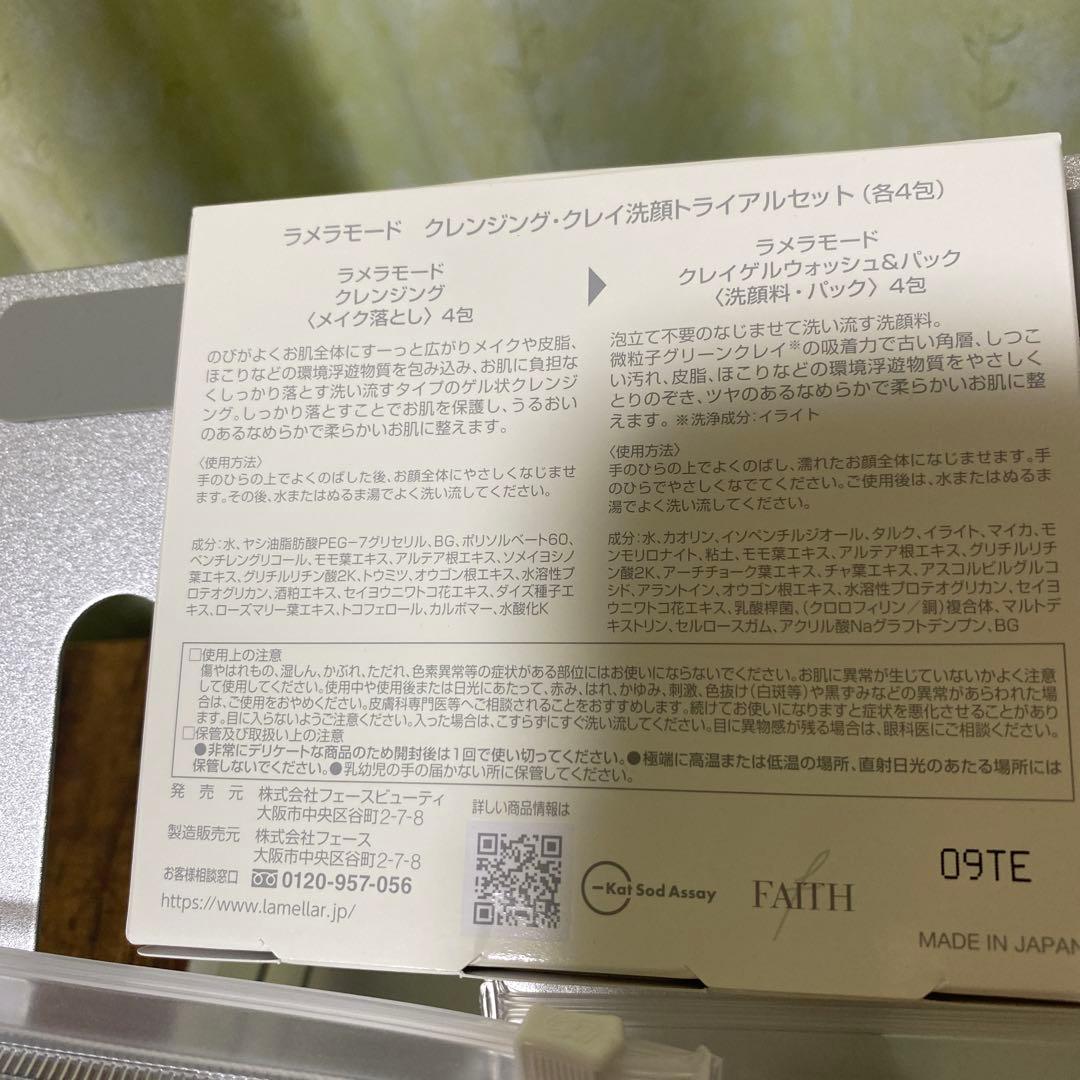 ラメラモード クレンジング・クレイ洗顔トライアルセット（各4包）
ラメラモード
クレンジング
〈メイク落とし〉4包
のびがよくお肌全体にすーっと広がりメイクや皮脂、
ほこりなどの環境浮遊物質を包み込み、お肌に負担な
くしっかり落とす洗い流すタイプのゲル状クレンジ
ング。しっかり落とすことでお肌を保護し、うるおい
のあるなめらかで柔らかいお肌に整えます。
〈使用方法〉
手のひらの上でよくのばした後、お顔全体にやさしくなじませ
ます。その後、水またはぬるま湯でよく洗い流してください。
成分：水、ヤシ油脂肪酸PEG-7グリセリル、BG、ポリソルベート60、
ペンチレングリコール、モモ葉エキス、アルテア根エキス、ソメイヨシノ
葉エキス、グリチルリチン酸2K、トウミツ、オウゴン根エキス、水溶性プ
ロテオグリカン、酒粕エキス、セイヨウニワトコ花エキス、ダイズ種子エ
キス、ローズマリー葉エキス、トコフェロール、カルボマー、水酸化K
ラメラモード
クレイゲルウォッシュ&パック
〈洗顔料・パック〉4包
泡立て不要のなじませて洗い流す洗顔料。
微粒子グリーンクレイ※の吸着力で古い角層、しつこ
い汚れ、皮脂、ほこりなどの環境浮遊物質をやさしく
とりのぞき、ツヤのあるなめらかで柔らかいお肌に整
えます。※洗浄成分：イライト
〈使用方法〉
手のひらの上でよくのばし、濡れたお顔全体になじませます。手
のひらでやさしくなでてください。ご使用後は、水またはぬるま
湯でよく洗い流してください。
成分：水、カオリン、イソペンチルジオール、タルク、イライト、マイカ、モ
ンモリロナイト、粘土、モモ葉エキス、アルテア根エキス、グリチルリチ
ン酸2K、アーチチョーク葉エキス、チャ葉エキス、アスコルビルグルコ
シド、アラントイン、オウゴン根エキス、水溶性プロテオグリカン、セイヨ
ウニワトコ花エキス、乳酸桿菌、（クロロフィリン／銅）複合体、マルトデ
キストリン、セルロースガム、アクリル酸Naグラフトデンプン、BG
□使用上の注意
傷やはれもの、湿しん、かぶれ、ただれ、色素異常等の症状がある部位にはお使いにならないでください。お肌に異常が生じていないかよく注意
して使用してください。使用中や使用後または日光にあたって、赤み、はれ、かゆみ、刺激、色抜け（白斑等）や黒ずみなどの異常があらわれた場
合は、ご使用をおやめください。皮膚科専門医等へご相談されることをおすすめします。続けてお使いになりますと症状を悪化させることがあり
ます。目に入らないようご注意ください。入った場合は、こすらずにすぐ洗い流してください。目に異物感が残る場合は、眼科医にご相談ください。
□保管及び取扱い上の注意
●非常にデリケートな商品のため開封後は1回で使い切ってください。●極端に高温または低温の場所、直射日光のあたる場所には
保管しないでください。●乳幼児の手の届かない所に保管してください。
発売元 株式会社フェースビューティ
大阪市中央区谷町2-7-8
製造販売元 株式会社フェース
大阪市中央区谷町2-7-8
お客様相談窓口 0120-957-056
https://www.lamellar.jp/
詳しい商品情報は
Kat Sod Assay
FAITH
09TE
MADE IN JAPAN